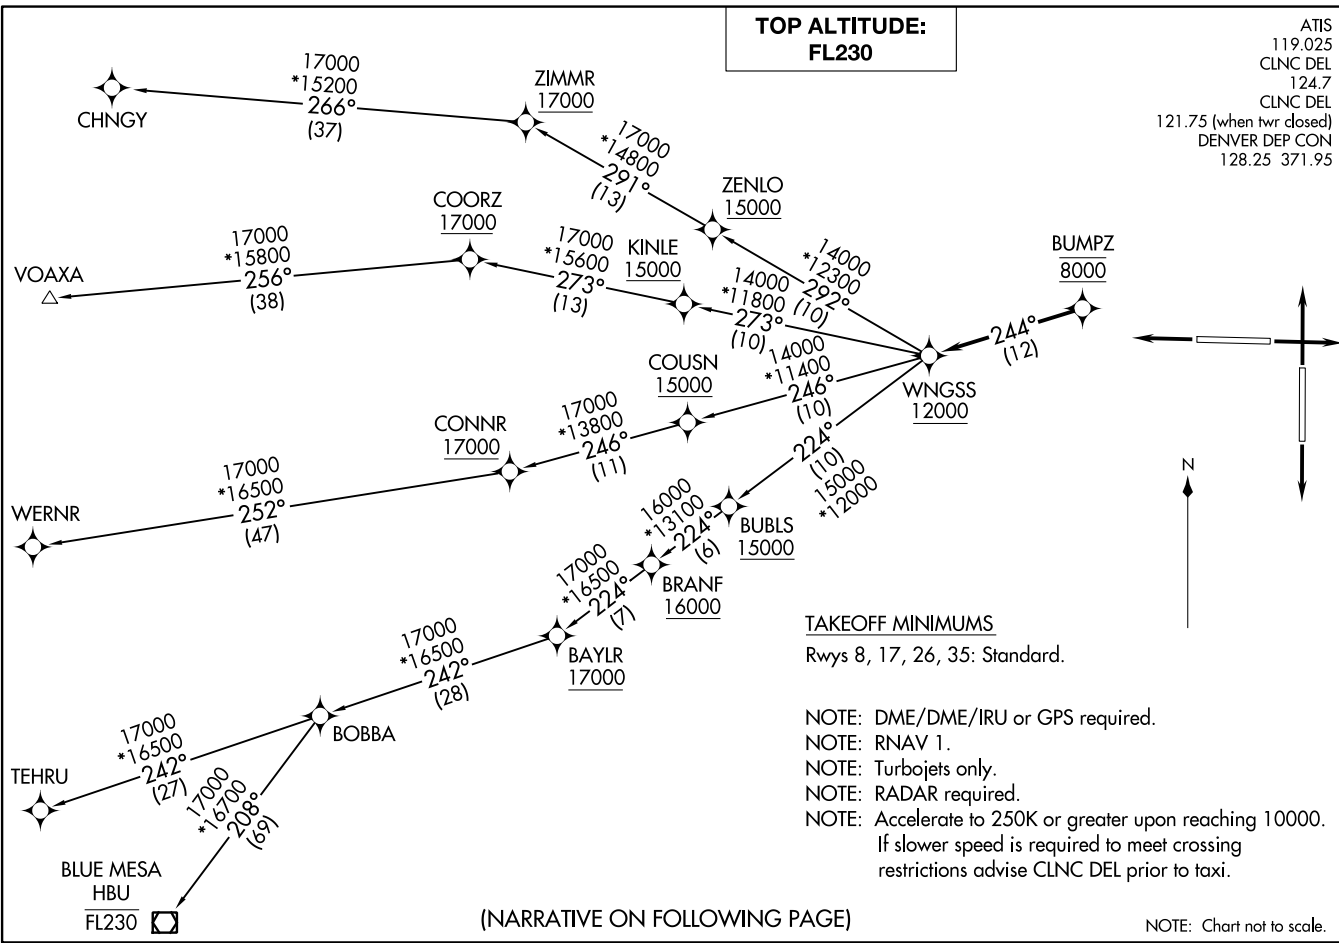 TOP ALTITUDE:
FL230
ATIS
119.025
CLNC DEL
124.7
CLNC DEL
121.75 (when twr closed)
DENVER DEP CON
128.25 371.95
CHNGY
17000
*15200
266°
(37)
ZIMMR
17000
17000
*14800
291°
(13)
ZENLO
15000
14000
*12300
292°
(10)
VOAXA
17000
*15800
256°
(38)
COORZ
17000
17000
*15600
273°
(13)
KINLE
15000
14000
*11800
273°
(10)
BUMPZ
8000
244°
(12)
WNGSS
12000
WERNR
17000
*16500
252°
(47)
CONNR
17000
17000
*13800
246°
(11)
COUSN
15000
14000
*11400
246°
(10)
224°
(10)
15000
*12000
BUBLS
15000
16000
*13100
224°
(6)
BRANF
16000
17000
*16500
224°
(7)
BAYLR
17000
17000
*16500
242°
(28)
BOBBA
TEHRU
17000
*16500
242°
(27)
17000
*16700
208°
(69)
BLUE MESA
HBU
FL230
N
TAKEOFF MINIMUMS
Rwys 8, 17, 26, 35: Standard.
NOTE: DME/DME/IRU or GPS required.
NOTE: RNAV 1.
NOTE: Turbojets only.
NOTE: RADAR required.
NOTE: Accelerate to 250K or greater upon reaching 10000.
If slower speed is required to meet crossing
restrictions advise CLNC DEL prior to taxi.
(NARRATIVE ON FOLLOWING PAGE)
NOTE: Chart not to scale.